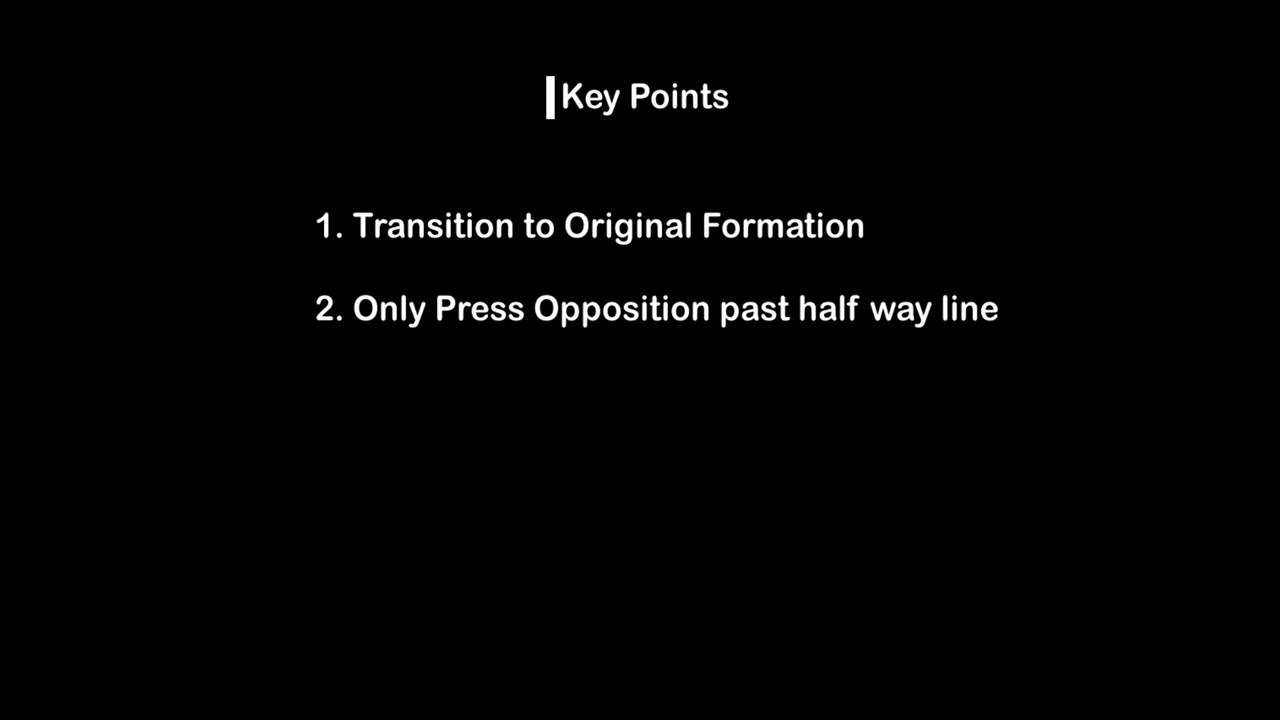 Key Points
1. Transition to Original Formation
2. Only Press Opposition past half way line